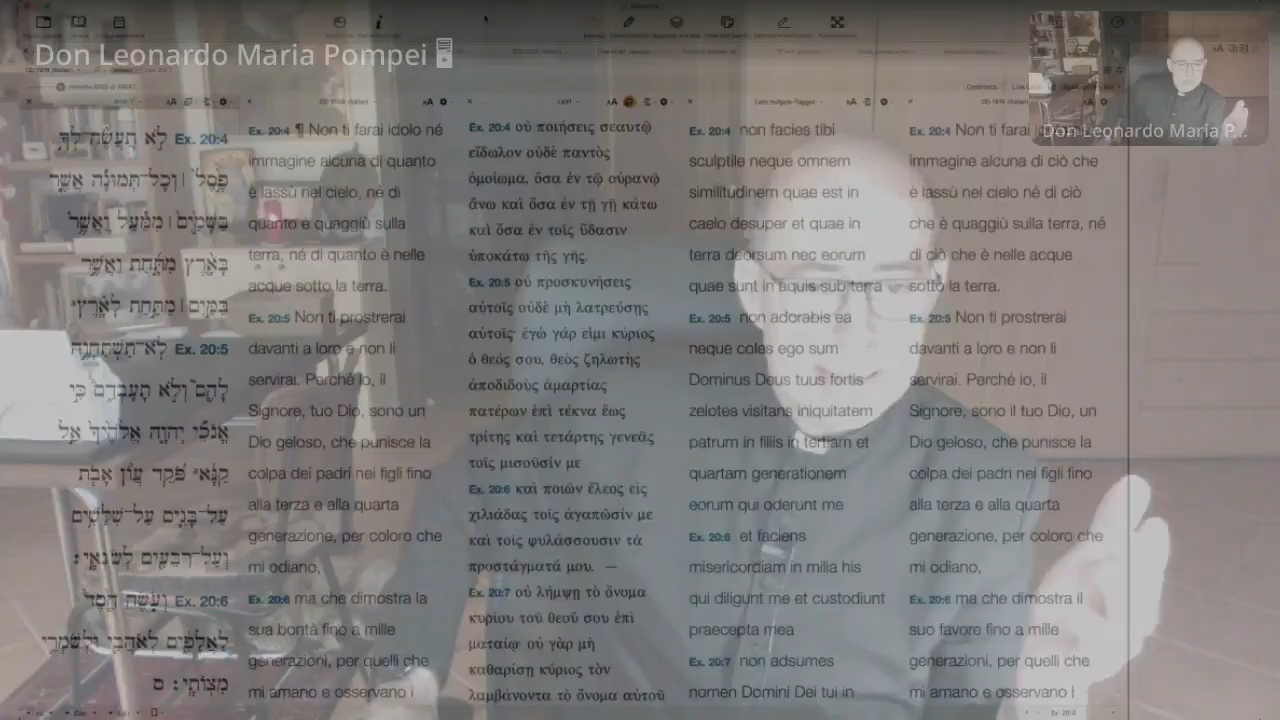 Don Leonardo Maria Pompei
Don Leonardo Maria P...
Ex. 20:4 לֹא תַעֲשֶׂה־לְךָ
פֶסֶל וְכָל־תְּמוּנָה אֲשֶׁר
בַּשָּׁמַיִם מִמַּעַל וַאֲשֶׁר
בָּאָרֶץ מִתַּחַת וַאֲשֶׁר
בַּמַּיִם מִתַּחַת לָאָרֶץ׃
Ex. 20:5 לֹא־תִשְׁתַּחֲוֶה
לָהֶם וְלֹא תָעָבְדֵם כִּי
אָנֹכִי יְהוָה אֱלֹהֶיךָ אֵל
קַנָּא פֹּקֵד עֲוֺן אָבֹת
עַל־בָּנִים עַל־שִׁלֵּשִׁים
וְעַל־רִבֵּעִים לְשֹׂנְאָי׃
Ex. 20:6 וְעֹשֶׂה חֶסֶד
לַאֲלָפִים לְאֹהֲבַי וּלְשֹׁמְרֵי
מִצְוֺתָי׃ ס
Ex. 20:4 ¶ Non ti farai idolo né
immagine alcuna di quanto
è lassù nel cielo, né di
quanto è quaggiù sulla
terra, né di quanto è nelle
acque sotto la terra.
Ex. 20:5 Non ti prostrerai
davanti a loro e non li
servirai. Perché io, il
Signore, tuo Dio, sono un
Dio geloso, che punisce la
colpa dei padri nei figli fino
alla terza e alla quarta
generazione, per coloro che
mi odiano,
Ex. 20:6 ma che dimostra la
sua bontà fino a mille
generazioni, per quelli che
mi amano e osservano i
Ex. 20:4 οὐ ποιήσεις σεαυτῷ
εἴδωλον οὐδὲ παντὸς
ὁμοίωμα, ὅσα ἐν τῷ οὐρανῷ
ἄνω καὶ ὅσα ἐν τῇ γῇ κάτω
καὶ ὅσα ἐν τοῖς ὕδασιν
ὑποκάτω τῆς γῆς.
Ex. 20:5 οὐ προσκυνήσεις
αὐτοῖς οὐδὲ μὴ λατρεύσῃς
αὐτοῖς· ἐγὼ γάρ εἰμι κύριος
ὁ θεός σου, θεὸς ζηλωτὴς
ἀποδιδοὺς ἁμαρτίας
πατέρων ἐπὶ τέκνα ἕως
τρίτης καὶ τετάρτης γενεᾶς
τοῖς μισοῦσίν με
Ex. 20:6 καὶ ποιῶν ἔλεος εἰς
χιλιάδας τοῖς ἀγαπῶσίν με
καὶ τοῖς φυλάσσουσιν τὰ
προστάγματά μου. —
Ex. 20:7 οὐ λήμψῃ τὸ ὄνομα
κυρίου τοῦ θεοῦ σου ἐπὶ
ματαίῳ· οὐ γὰρ μὴ
καθαρίσῃ κύριος τὸν
λαμβάνοντα τὸ ὄνομα αὐτοῦ
Ex. 20:4 non facies tibi
sculptile neque omnem
similitudinem quae est in
caelo desuper et quae in
terra deorsum nec eorum
quae sunt in aquis sub terra
Ex. 20:5 non adorabis ea
neque coles ego sum
Dominus Deus tuus fortis
zelotes visitans iniquitatem
patrum in filiis in tertiam et
quartam generationem
eorum qui oderunt me
Ex. 20:6 et faciens
misericordiam in milia his
qui diligunt me et custodiunt
praecepta mea
Ex. 20:7 non adsumes
nomen Domini Dei tui in
Ex. 20:4 Non ti farai
immagine alcuna di ciò che
è lassù nel cielo né di ciò
che è quaggiù sulla terra, né
di ciò che è nelle acque
sotto la terra.
Ex. 20:5 Non ti prostrerai
davanti a loro e non li
servirai. Perché io, il
Signore, sono il tuo Dio, un
Dio geloso, che punisce la
colpa dei padri nei figli fino
alla terza e alla quarta
generazione, per coloro che
mi odiano,
Ex. 20:6 ma che dimostra il
suo favore fino a mille
generazioni, per quelli che
mi amano e osservano i
Ex. 20:4